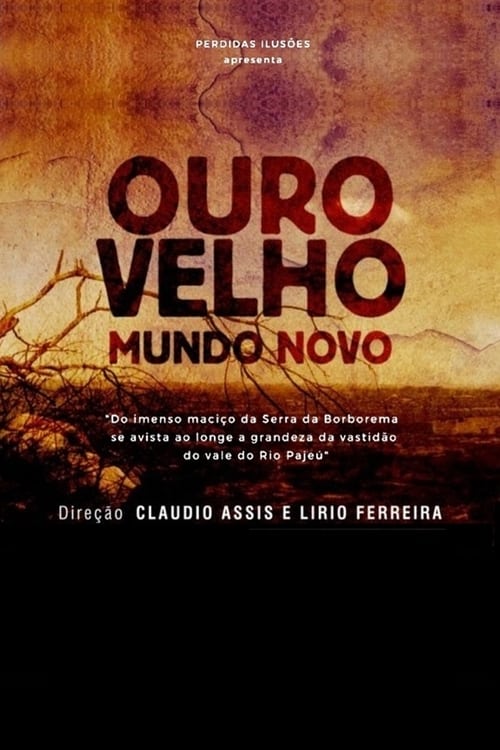 PERDIDAS ILUSÕES
apresenta
OURO
VELHO
MUNDO NOVO
"Do imenso maciço da Serra da Borborema
se avista ao longe a grandeza da vastidão
do vale do Rio Pajeú"
Direção CLAUDIO ASSIS E LIRIO FERREIRA